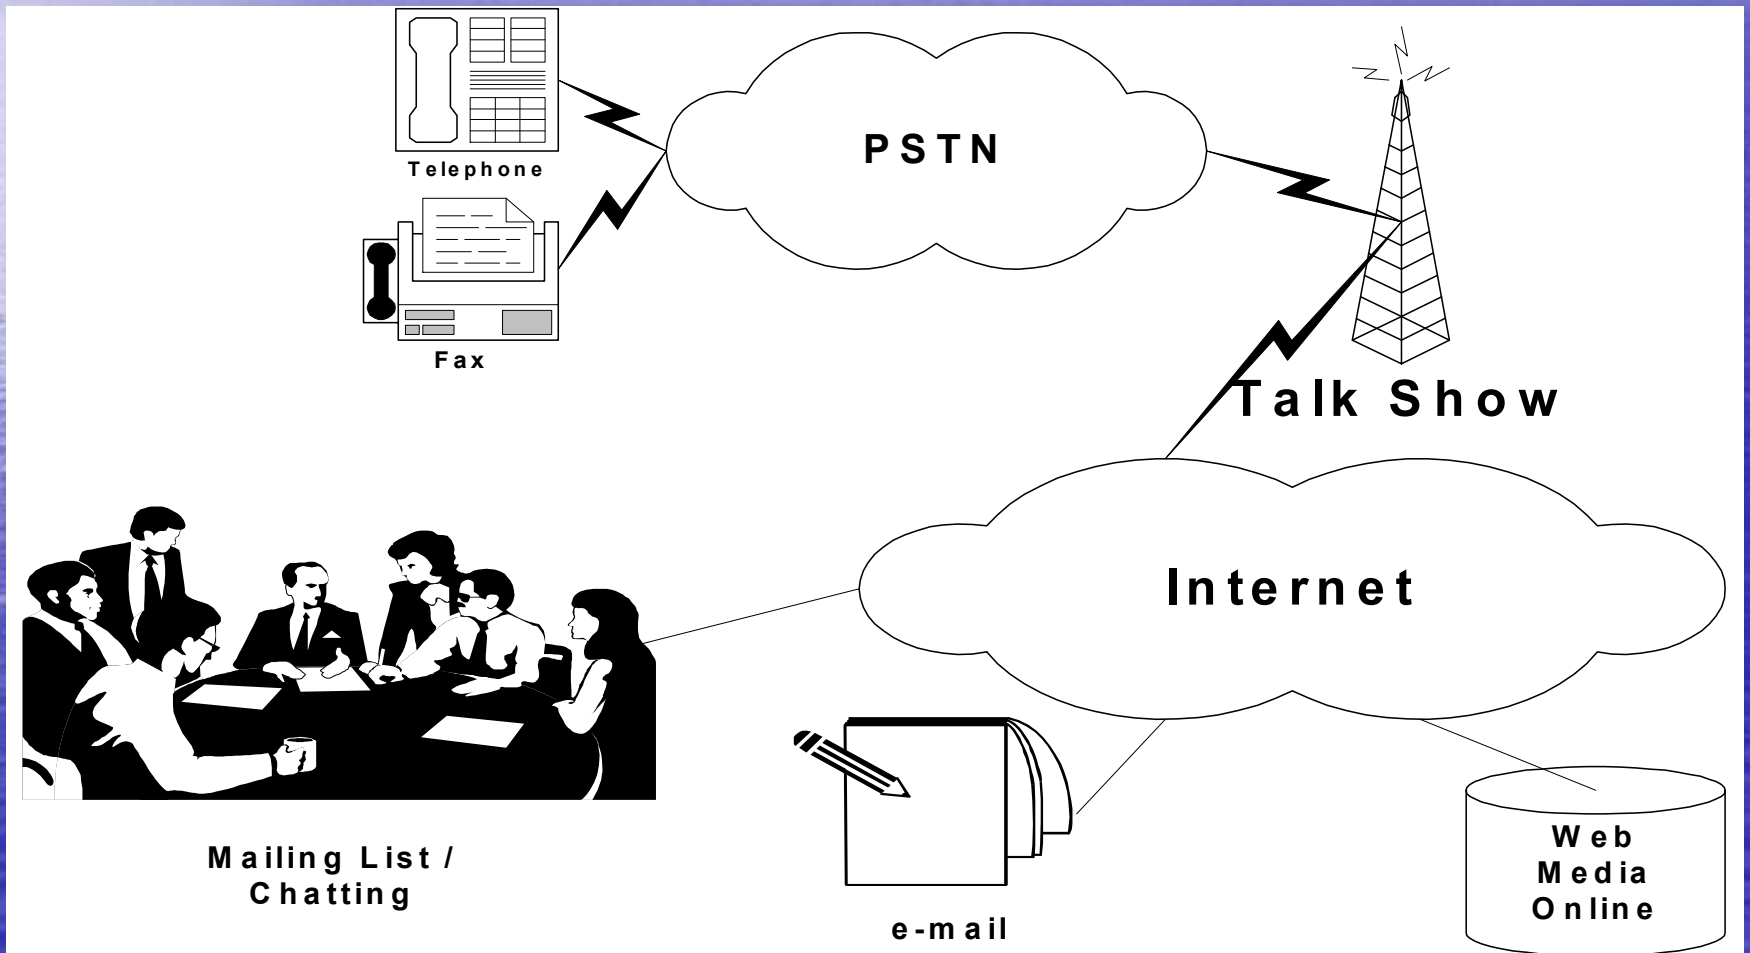 PSTN
Telephone
Fax
Talk Show
Internet
Mailing List /
Chatting
e-mail
Web
Media
Online